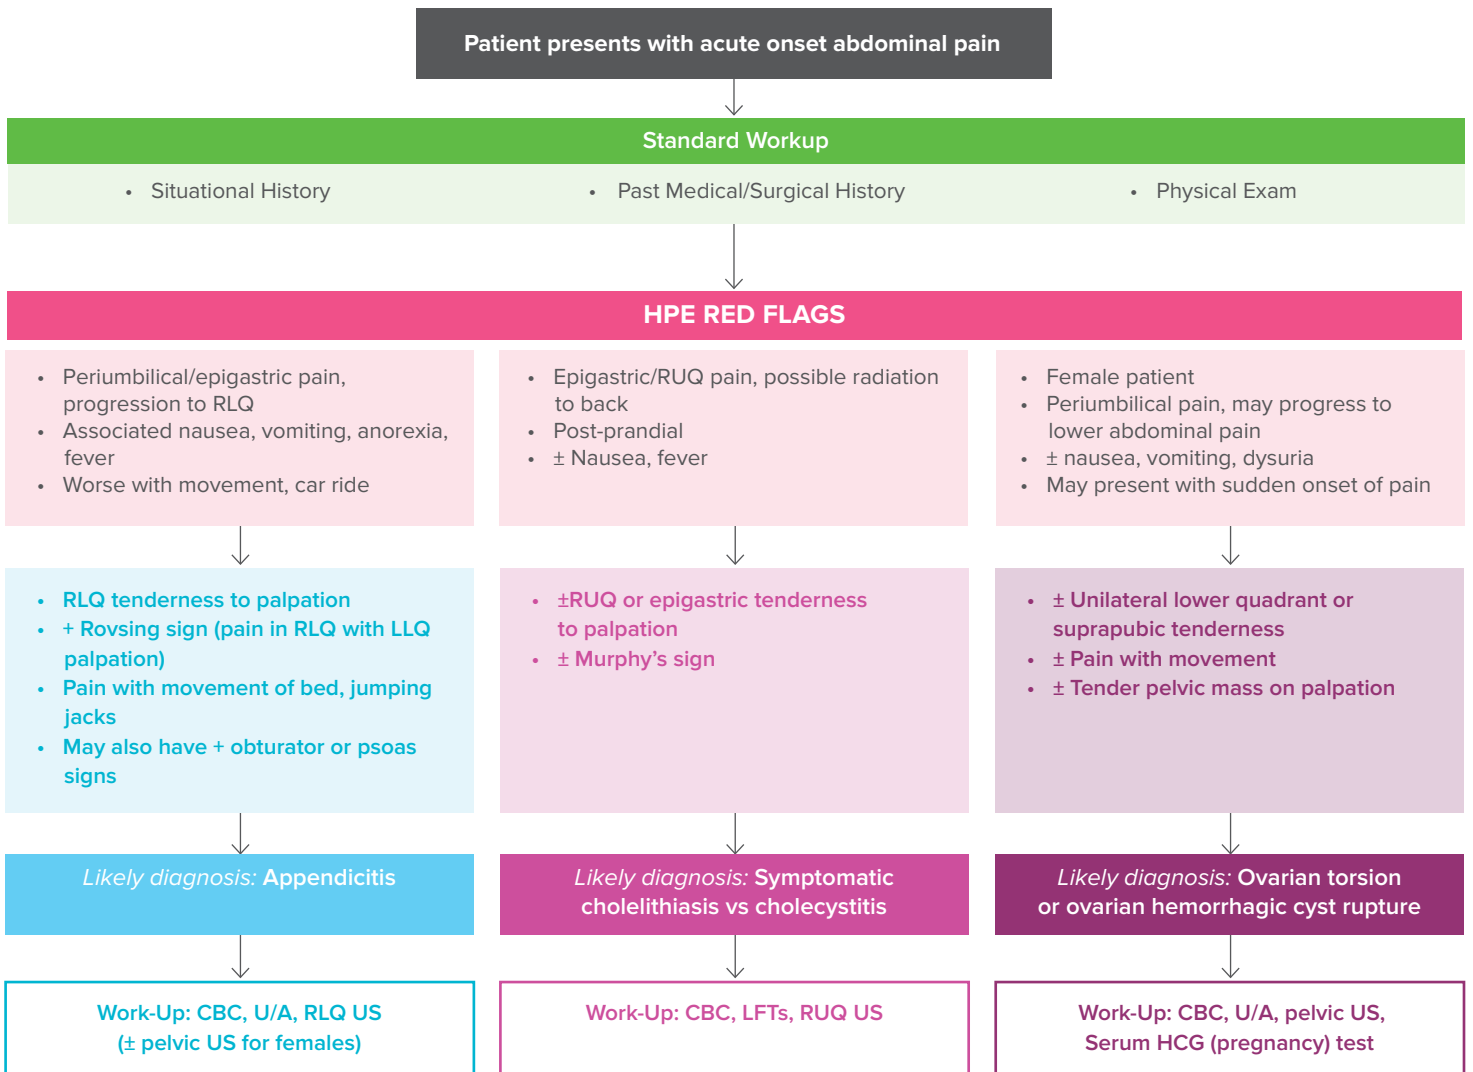 Patient presents with acute onset abdominal pain
Standard Workup
• Situational History
• Past Medical/Surgical History
• Physical Exam
HPE RED FLAGS
• Periumbilical/epigastric pain,
progression to RLQ
• Associated nausea, vomiting, anorexia,
fever
• Worse with movement, car ride
• Epigastric/RUQ pain, possible radiation
to back
• Post-prandial
• ± Nausea, fever
• Female patient
• Periumbilical pain, may progress to
lower abdominal pain
• ± nausea, vomiting, dysuria
• May present with sudden onset of pain
• RLQ tenderness to palpation
• + Rovsing sign (pain in RLQ with LLQ
palpation)
• Pain with movement of bed, jumping
jacks
• May also have + obturator or psoas
signs
• ±RUQ or epigastric tenderness
to palpation
• ± Murphy’s sign
• ± Unilateral lower quadrant or
suprapubic tenderness
• ± Pain with movement
• ± Tender pelvic mass on palpation
Likely diagnosis: Appendicitis
Likely diagnosis: Symptomatic
cholelithiasis vs cholecystitis
Likely diagnosis: Ovarian torsion
or ovarian hemorrhagic cyst rupture
Work-Up: CBC, U/A, RLQ US
(± pelvic US for females)
Work-Up: CBC, LFTs, RUQ US
Work-Up: CBC, U/A, pelvic US,
Serum HCG (pregnancy) test